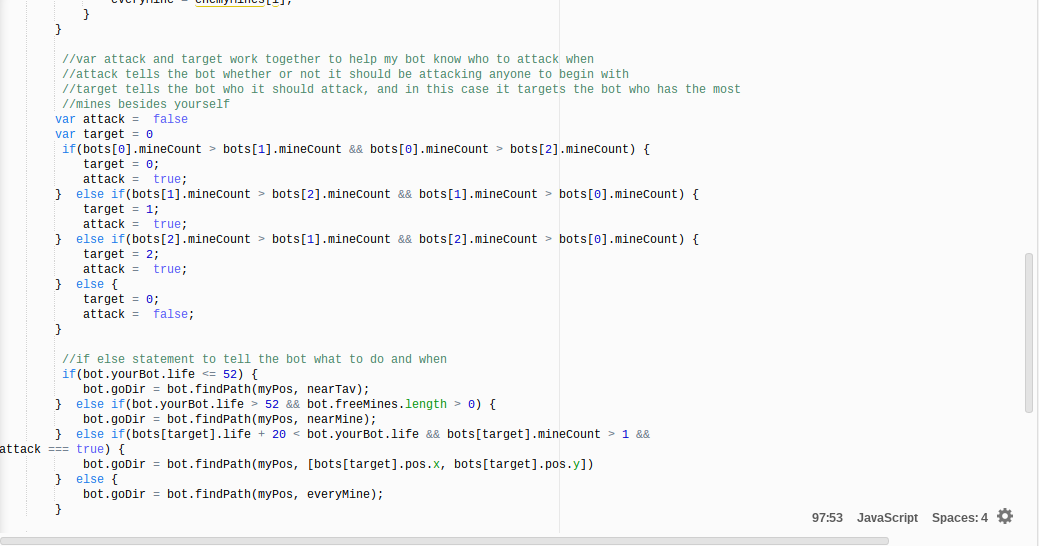 everyMine = enemyMines[i];
}
}
//var attack and target work together to help my bot know who to attack when
//attack tells the bot whether or not it should be attacking anyone to begin with
//target tells the bot who it should attack, and in this case it targets the bot who has the most
//mines besides yourself
var attack =  false
var target = 0
if(bots[0].mineCount > bots[1].mineCount && bots[0].mineCount > bots[2].mineCount) {
target = 0;
attack =  true;
}  else if(bots[1].mineCount > bots[2].mineCount && bots[1].mineCount > bots[0].mineCount) {
target = 1;
attack =  true;
}  else if(bots[2].mineCount > bots[1].mineCount && bots[2].mineCount > bots[0].mineCount) {
target = 2;
attack =  true;
}  else {
target = 0;
attack =  false;
}
//if else statement to tell the bot what to do and when
if(bot.yourBot.life <= 52) {
bot.goDir = bot.findPath(myPos, nearTav);
}  else if(bot.yourBot.life > 52 && bot.freeMines.length > 0) {
bot.goDir = bot.findPath(myPos, nearMine);
}  else if(bots[target].life + 20 < bot.yourBot.life && bots[target].mineCount > 1 &&
attack === true) {
bot.goDir = bot.findPath(myPos, [bots[target].pos.x, bots[target].pos.y])
}  else {
bot.goDir = bot.findPath(myPos, everyMine);
}
97:53 JavaScript Spaces: 4